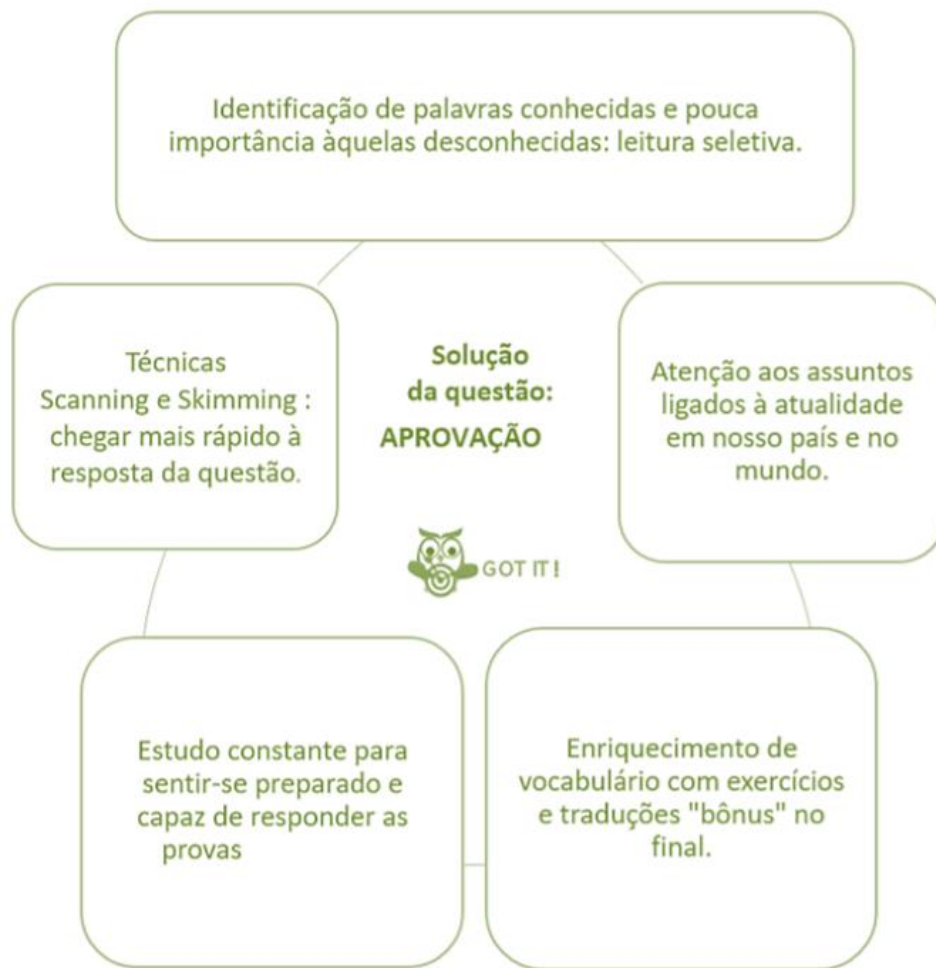 Identificação de palavras conhecidas e pouca
importância àquelas desconhecidas: leitura seletiva.
Técnicas
Scanning e Skimming :
chegar mais rápido à
resposta da questão.
Solução
da questão:
APROVAÇÃO
Atenção aos assuntos
ligados à atualidade
em nosso país e no
mundo.
GOT IT!
Estudo constante para
sentir-se preparado e
capaz de responder as
provas
Enriquecimento de
vocabulário com exercícios
e traduções "bônus" no
final.